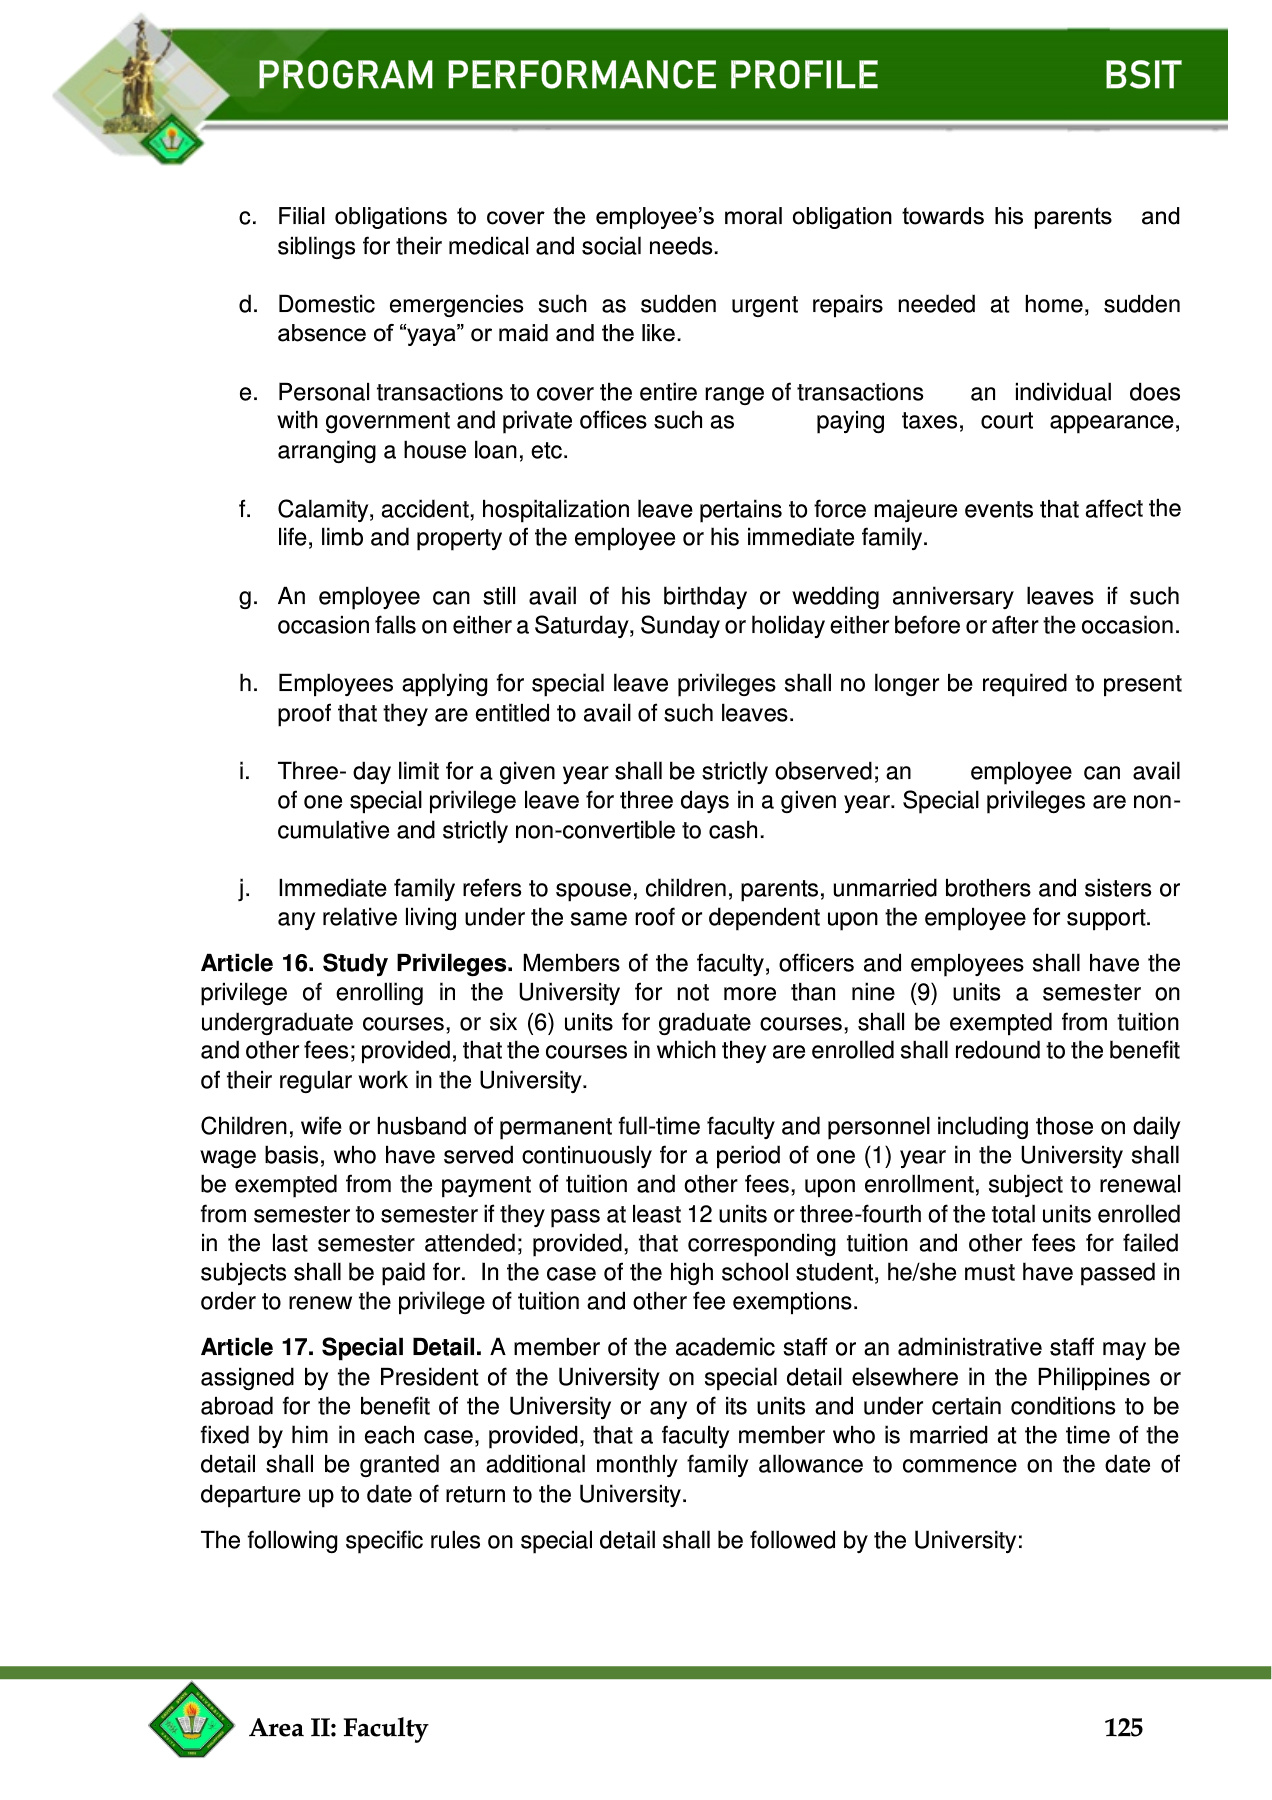 PROGRAM PERFORMANCE PROFILE BSIT
c. Filial obligations to cover the employee’s moral obligation towards his parents and
siblings for their medical and social needs.
d. Domestic emergencies such as sudden urgent repairs needed at home, sudden
absence of “yaya” or maid and the like.
e. Personal transactions to cover the entire range of transactions an individual does
with government and private offices such as paying taxes, court appearance,
arranging a house loan, etc.
f. Calamity, accident, hospitalization leave pertains to force majeure events that affect the
life, limb and property of the employee or his immediate family.
g. An employee can still avail of his birthday or wedding anniversary leaves if such
occasion falls on either a Saturday, Sunday or holiday either before or after the occasion.
h. Employees applying for special leave privileges shall no longer be required to present
proof that they are entitled to avail of such leaves.
i. Three- day limit for a given year shall be strictly observed; an employee can avail
of one special privilege leave for three days in a given year. Special privileges are non-
cumulative and strictly non-convertible to cash.
j. Immediate family refers to spouse, children, parents, unmarried brothers and sisters or
any relative living under the same roof or dependent upon the employee for support.
Article 16. Study Privileges. Members of the faculty, officers and employees shall have the
privilege of enrolling in the University for not more than nine (9) units a semester on
undergraduate courses, or six (6) units for graduate courses, shall be exempted from tuition
and other fees; provided, that the courses in which they are enrolled shall redound to the benefit
of their regular work in the University.
Children, wife or husband of permanent full-time faculty and personnel including those on daily
wage basis, who have served continuously for a period of one (1) year in the University shall
be exempted from the payment of tuition and other fees, upon enrollment, subject to renewal
from semester to semester if they pass at least 12 units or three-fourth of the total units enrolled
in the last semester attended; provided, that corresponding tuition and other fees for failed
subjects shall be paid for. In the case of the high school student, he/she must have passed in
order to renew the privilege of tuition and other fee exemptions.
Article 17. Special Detail. A member of the academic staff or an administrative staff may be
assigned by the President of the University on special detail elsewhere in the Philippines or
abroad for the benefit of the University or any of its units and under certain conditions to be
fixed by him in each case, provided, that a faculty member who is married at the time of the
detail shall be granted an additional monthly family allowance to commence on the date of
departure up to date of return to the University.
The following specific rules on special detail shall be followed by the University:
Area II: Faculty 125